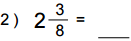 2) 2 3/8 = ___